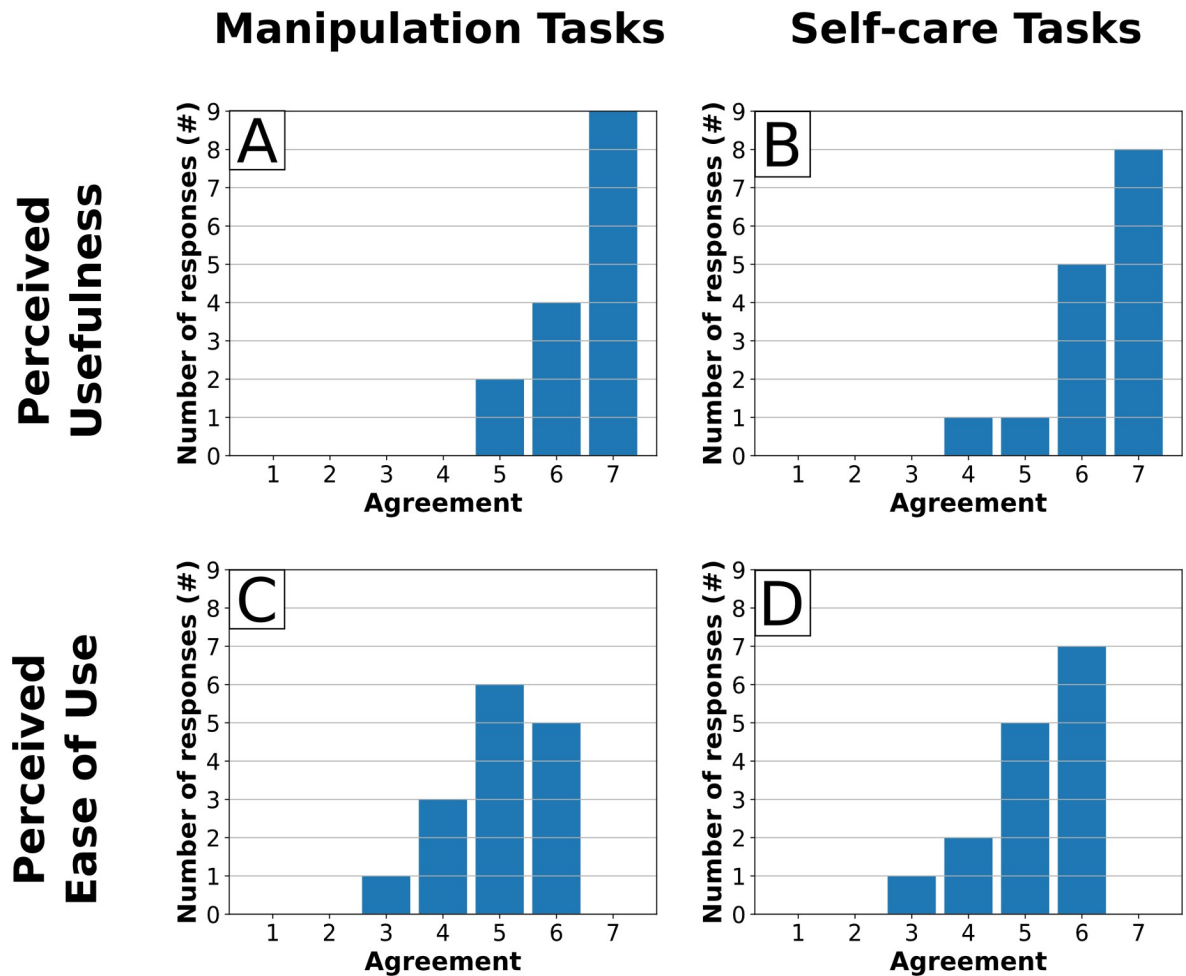 Manipulation Tasks
Self-care Tasks
Perceived
Usefulness
A
Number of responses (#)
9
8
7
6
5
4
3
2
1
0
1 2 3 4 5 6 7
Agreement
B
Number of responses (#)
9
8
7
6
5
4
3
2
1
0
1 2 3 4 5 6 7
Agreement
Perceived
Ease of Use
C
Number of responses (#)
9
8
7
6
5
4
3
2
1
0
1 2 3 4 5 6 7
Agreement
D
Number of responses (#)
9
8
7
6
5
4
3
2
1
0
1 2 3 4 5 6 7
Agreement